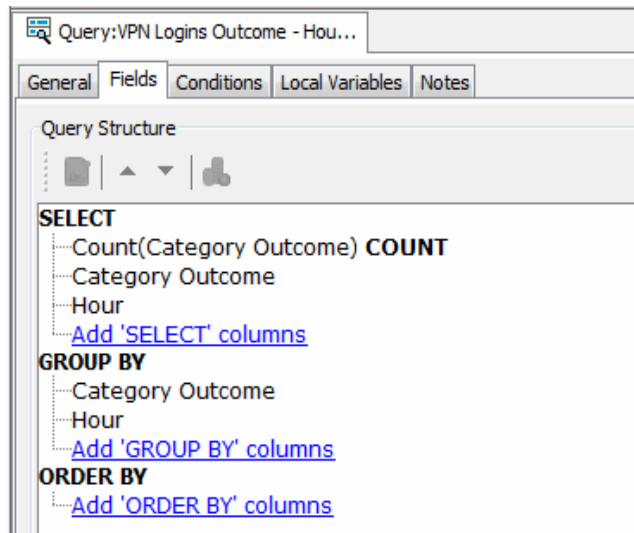 Query:VPN Logins Outcome - Hou...
General Fields Conditions Local Variables Notes
Query Structure
SELECT
Count(Category Outcome) COUNT
Category Outcome
Hour
Add 'SELECT' columns
GROUP BY
Category Outcome
Hour
Add 'GROUP BY' columns
ORDER BY
Add 'ORDER BY' columns